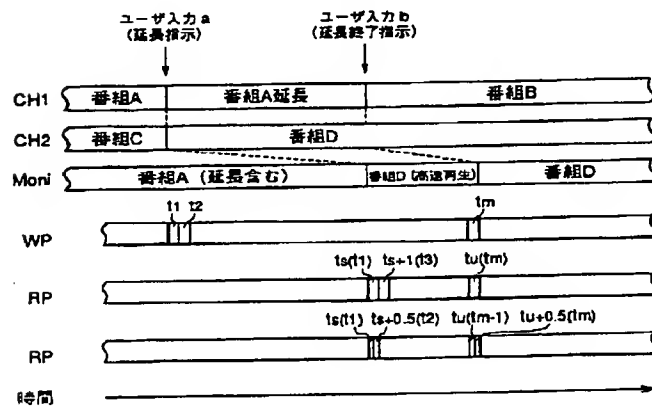 ユーザ入力a ユーザ入力b
(延長指示) (延長終了指示)
CH1 番組A 番組A延長 番組B
CH2 番組C 番組D
Moni 番組A(延長含む) 番組D(高速再生) 番組D
t1 t2 tm
WP
ts(t1) ts+1(t3) tu(tm)
RP
ts(t1) ts+0.5(t2) tu(tm-1) tu+0.5(tm)
RP
時間